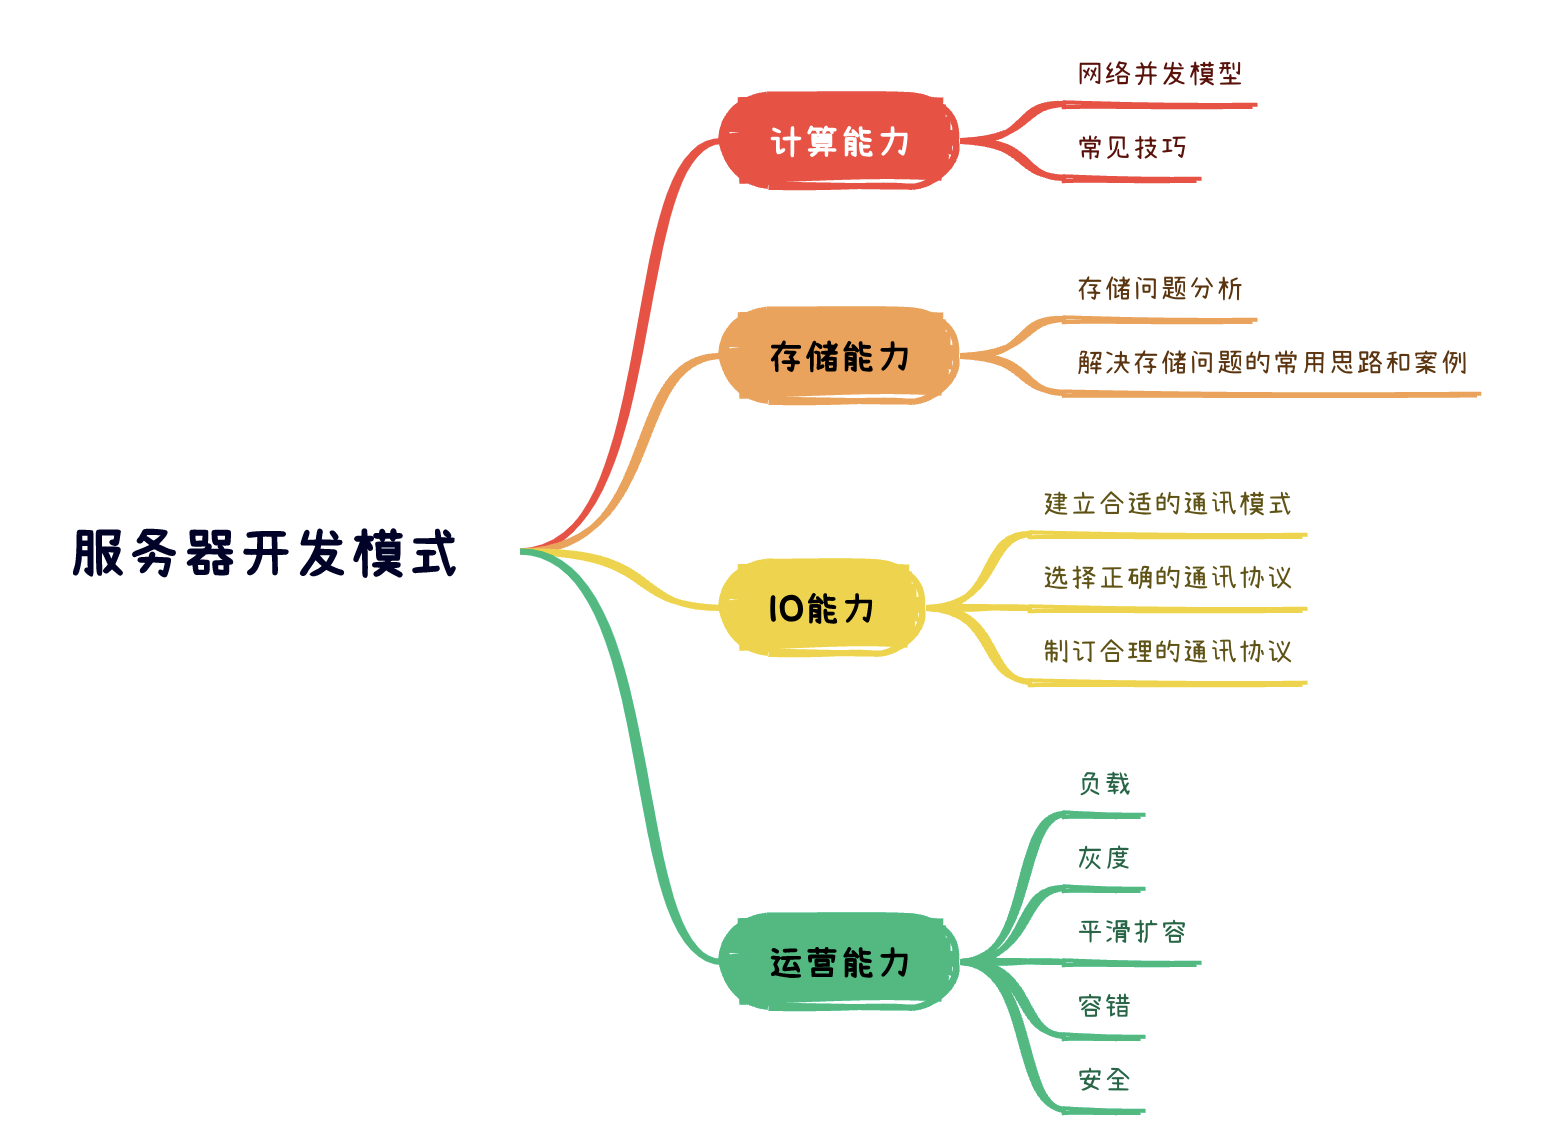 服务器开发模式
计算能力
网络并发模型
常见技巧
存储能力
存储问题分析
解决存储问题的常用思路和案例
IO能力
建立合适的通讯模式
选择正确的通讯协议
制订合理的通讯协议
运营能力
负载
灰度
平滑扩容
容错
安全